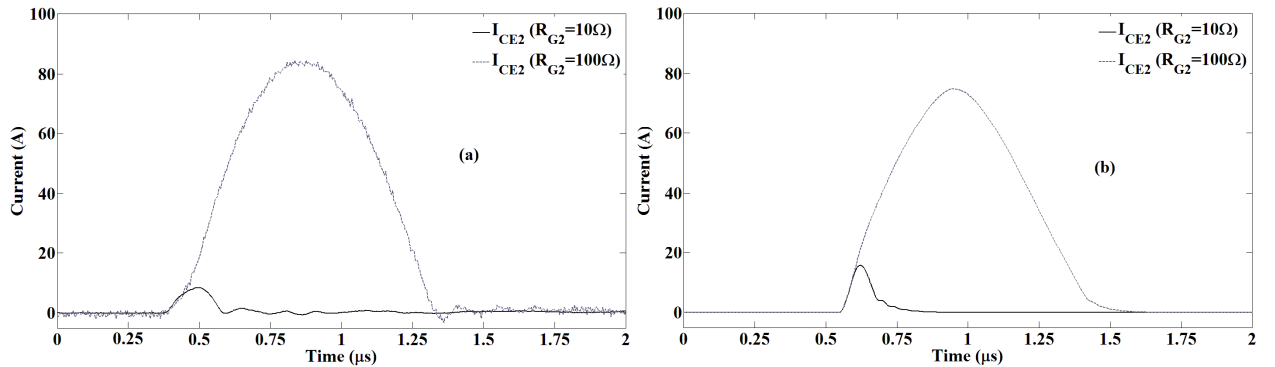 100
80
60
40
20
0
Current (A)
I_CE2 (R_G2=10Ω)
I_CE2 (R_G2=100Ω)
(a)
0 0.25 0.5 0.75 1 1.25 1.5 1.75 2
Time (μs)
100
80
60
40
20
0
Current (A)
I_CE2 (R_G2=10Ω)
I_CE2 (R_G2=100Ω)
(b)
0 0.25 0.5 0.75 1 1.25 1.5 1.75 2
Time (μs)